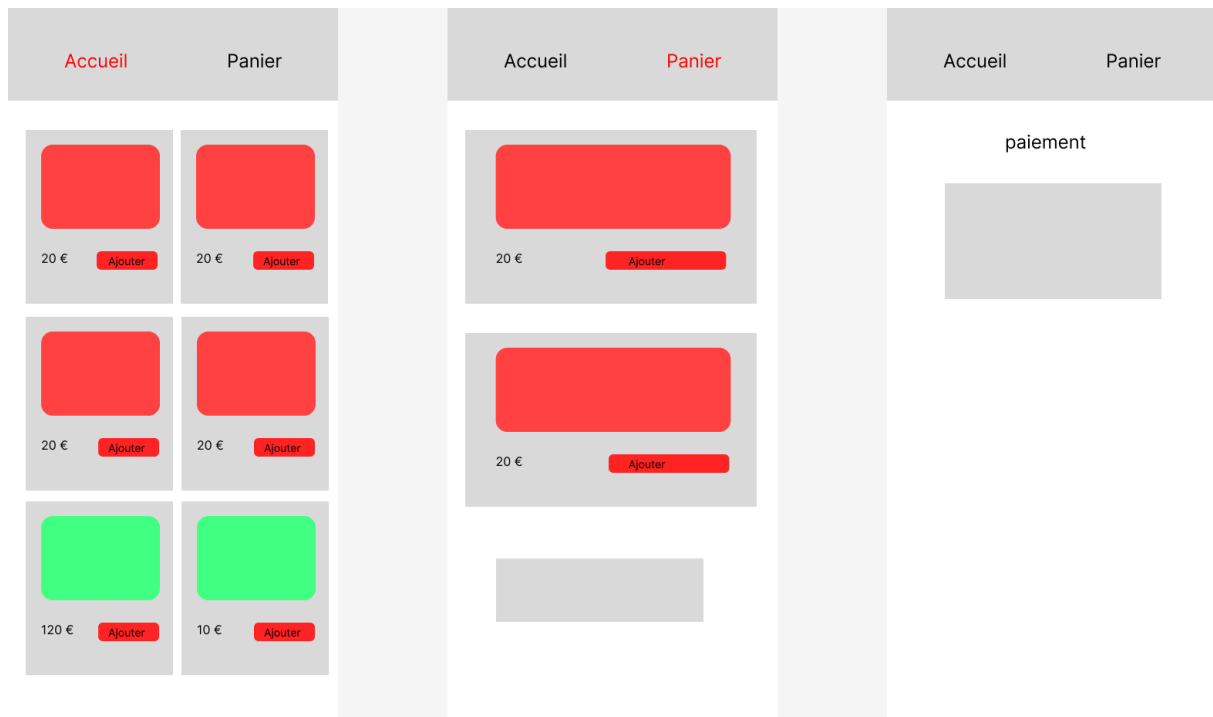 Accueil Panier
20 € Ajouter 20 € Ajouter
20 € Ajouter 20 € Ajouter
120 € Ajouter 10 € Ajouter
Accueil Panier
20 € Ajouter
20 € Ajouter
Accueil Panier
paiement